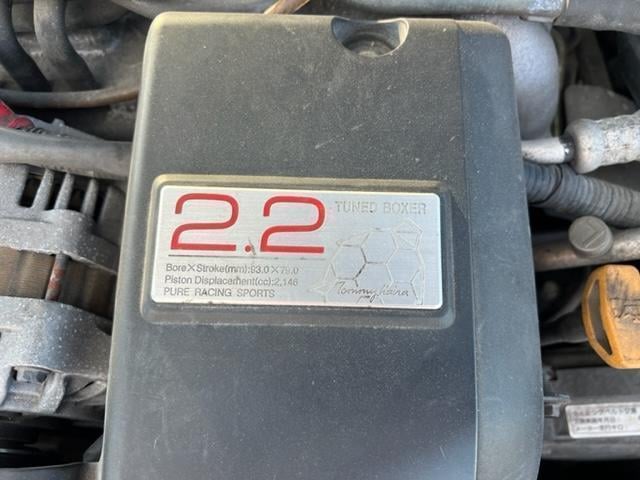 2.2
TUNED BOXER
Bore×Stroke(mm):93.0×79.0
Piston Displacement(cc):2,146
PURE RACING SPORTS
Tommykaira